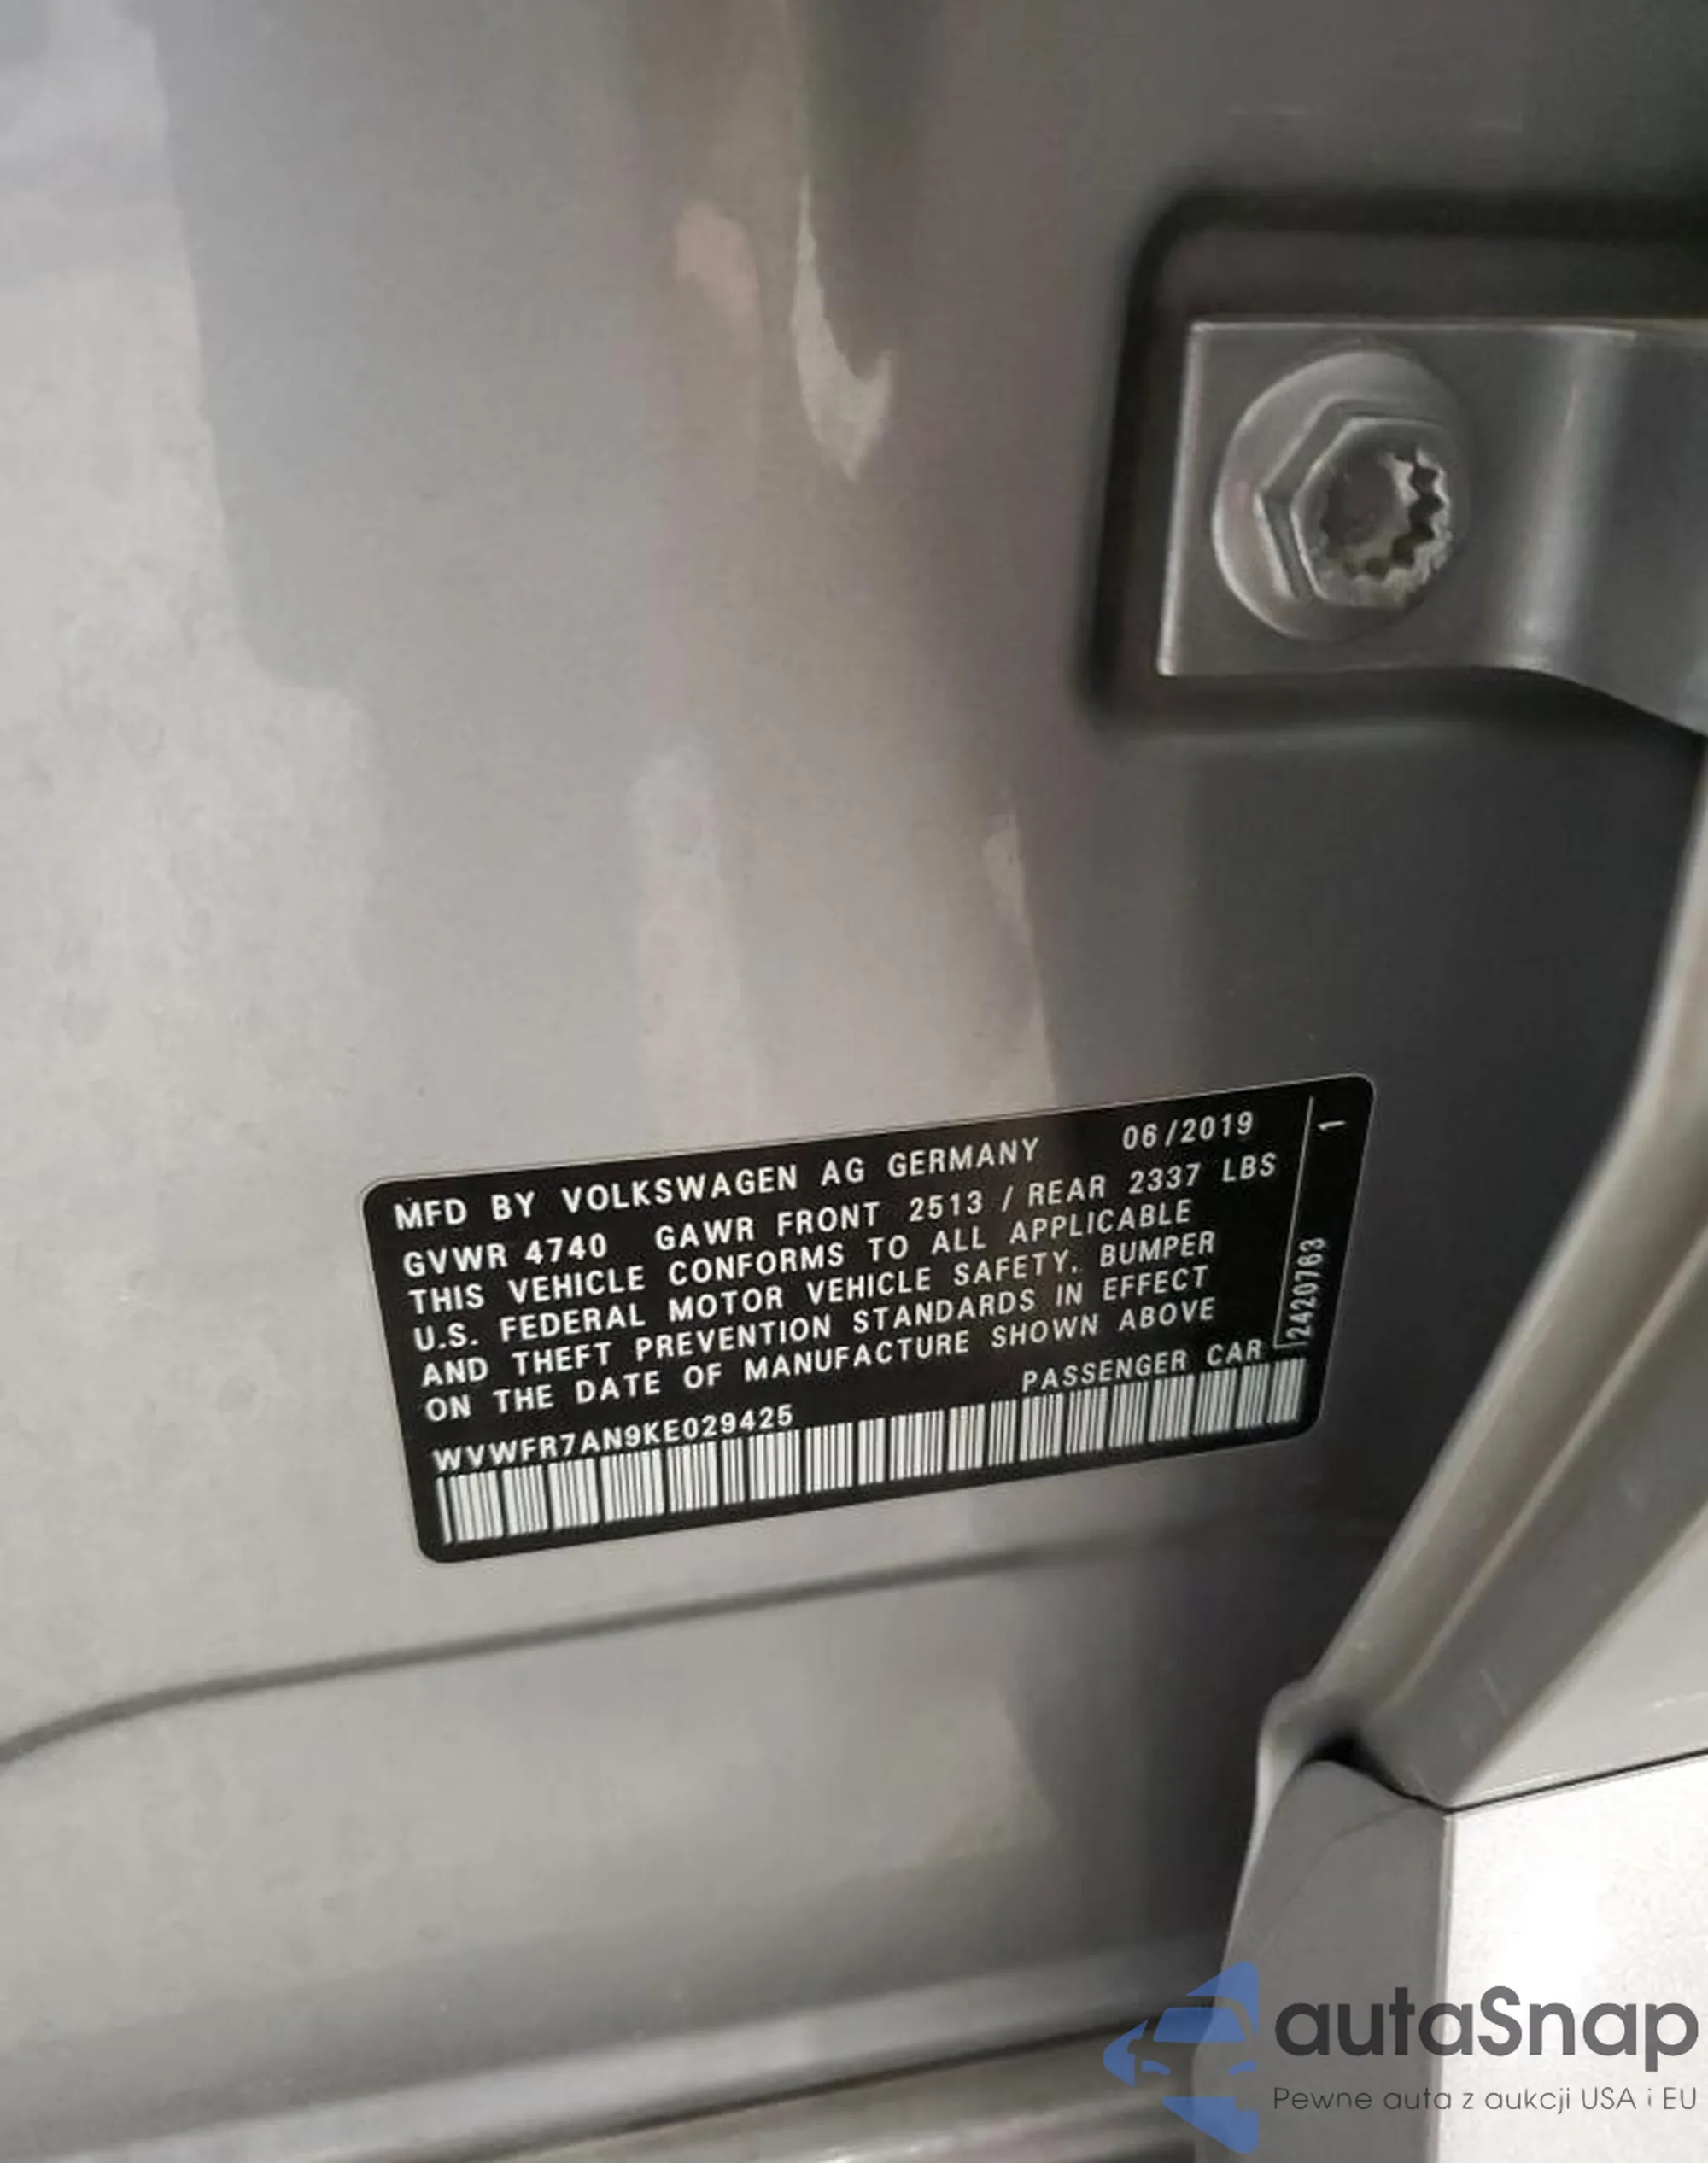 MFD BY VOLKSWAGEN AG GERMANY 06/2019
GVWR 4740 GAWR FRONT 2513 / REAR 2337 LBS
THIS VEHICLE CONFORMS TO ALL APPLICABLE
U.S. FEDERAL MOTOR VEHICLE SAFETY, BUMPER
AND THEFT PREVENTION STANDARDS IN EFFECT
ON THE DATE OF MANUFACTURE SHOWN ABOVE
WVWFR7AN9KE029425 PASSENGER CAR
2420763 1
autaSnap
Pewne auta z aukcji USA i EU